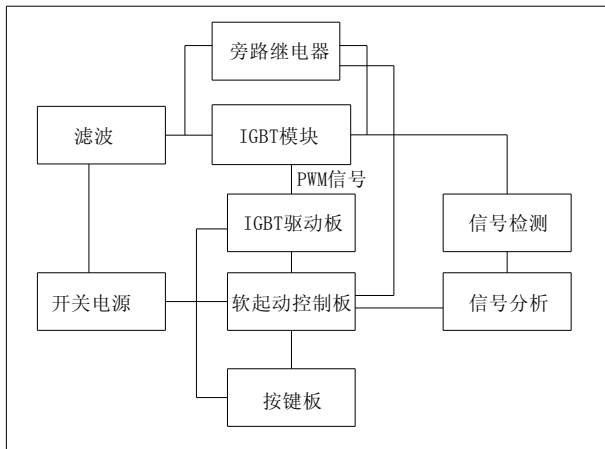 旁路继电器
滤波
IGBT模块
PWM信号
IGBT驱动板
信号检测
开关电源
软起动控制板
信号分析
按键板